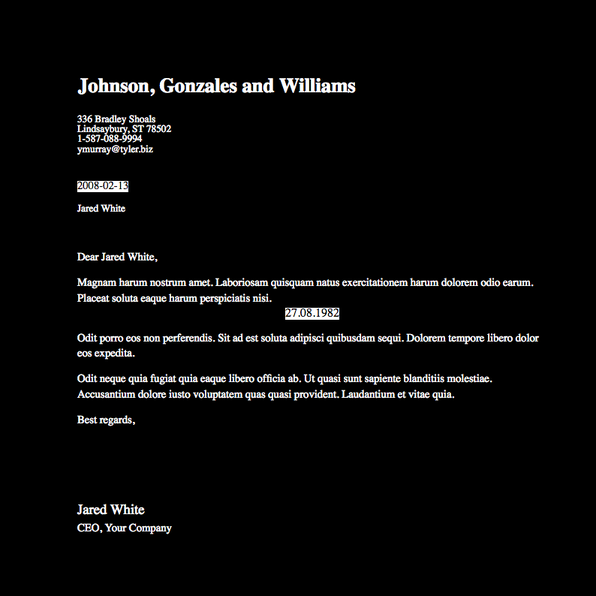 Johnson, Gonzales and Williams
336 Bradley Shoals
Lindsaybury, ST 78502
1-587-088-9994
ymurray@tyler.biz
2008-02-13
Jared White
Dear Jared White,
Magnam harum nostrum amet. Laboriosam quisquam natus exercitationem harum dolorem odio earum.
Placeat soluta eaque harum perspiciatis nisi.
27.08.1982
Odit porro eos non perferendis. Sit ad est soluta adipisci quibusdam sequi. Dolorem tempore libero dolor
eos expedita.
Odit neque quia fugiat quia eaque libero officia ab. Ut quasi sunt sapiente blanditiis molestiae.
Accusantium dolore iusto voluptatem quas quasi provident. Laudantium et vitae quia.
Best regards,
Jared White
CEO, Your Company